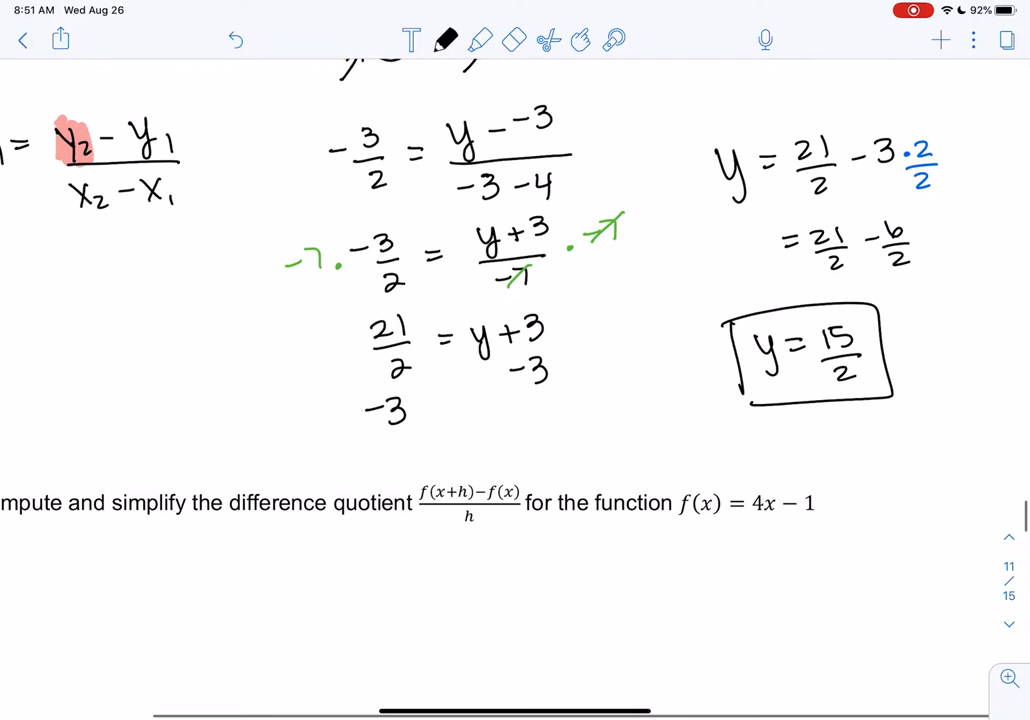 8:51 AM Wed Aug 26
92%
= y₂ - y₁ / x₂ - x₁
-3/2 = y - -3 / -3 - 4
-7 · -3/2 = y + 3 / -7 · -7
21/2 = y + 3
-3 -3
y = 21/2 - 3 · 2/2
= 21/2 - 6/2
y = 15/2
mpute and simplify the difference quotient f(x+h)−f(x) / h for the function f(x) = 4x − 1
11
/
15